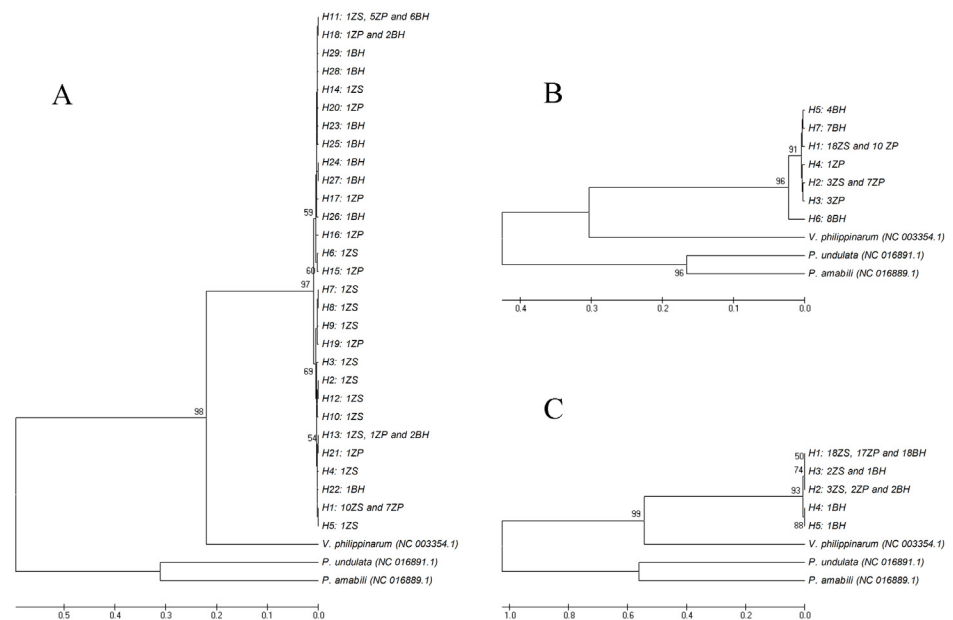 A
H11: 1ZS, 5ZP and 6BH
H18: 1ZP and 2BH
H29: 1BH
H28: 1BH
H14: 1ZS
H20: 1ZP
H23: 1BH
H25: 1BH
H24: 1BH
H27: 1BH
H17: 1ZP
H26: 1BH
H16: 1ZP
H6: 1ZS
H15: 1ZP
H7: 1ZS
H8: 1ZS
H9: 1ZS
H19: 1ZP
H3: 1ZS
H2: 1ZS
H12: 1ZS
H10: 1ZS
H13: 1ZS, 1ZP and 2BH
H21: 1ZP
H4: 1ZS
H22: 1BH
H1: 10ZS and 7ZP
H5: 1ZS
V. philippinarum (NC 003354.1)
P. undulata (NC 016891.1)
P. amabili (NC 016889.1)
59
60
97
69
98
54
0.5 0.4 0.3 0.2 0.1 0.0
B
H5: 4BH
H7: 7BH
H1: 18ZS and 10 ZP
H4: 1ZP
H2: 3ZS and 7ZP
H3: 3ZP
H6: 8BH
V. philippinarum (NC 003354.1)
P. undulata (NC 016891.1)
P. amabili (NC 016889.1)
91
96
96
0.4 0.3 0.2 0.1 0.0
C
H1: 18ZS, 17ZP and 18BH
H3: 2ZS and 1BH
H2: 3ZS, 2ZP and 2BH
H4: 1BH
H5: 1BH
V. philippinarum (NC 003354.1)
P. undulata (NC 016891.1)
P. amabili (NC 016889.1)
50
74
93
99
88
1.0 0.8 0.6 0.4 0.2 0.0